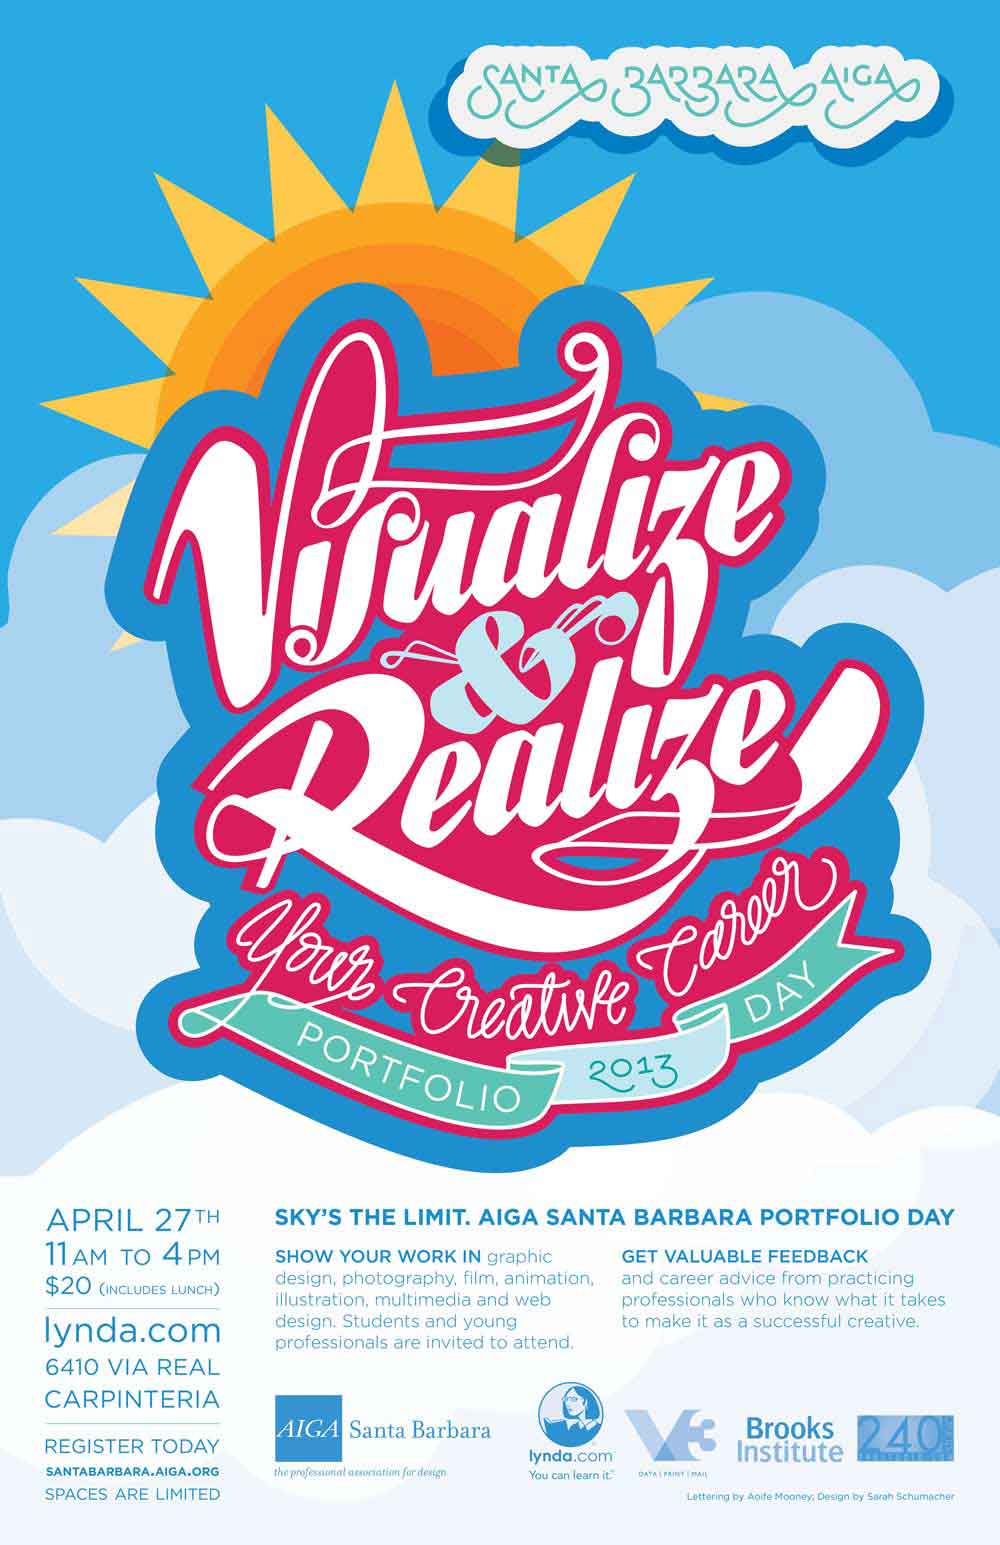 SANTA BARBARA AIGA
Visualize
&
Realize
Your Creative Career
PORTFOLIO 2013 DAY
APRIL 27TH
11 AM TO 4 PM
$20 (INCLUDES LUNCH)
lynda.com
6410 VIA REAL
CARPINTERIA
REGISTER TODAY
SANTABARBARA.AIGA.ORG
SPACES ARE LIMITED
SKY'S THE LIMIT. AIGA SANTA BARBARA PORTFOLIO DAY
SHOW YOUR WORK IN graphic
design, photography, film, animation,
illustration, multimedia and web
design. Students and young
professionals are invited to attend.
GET VALUABLE FEEDBACK
and career advice from practicing
professionals who know what it takes
to make it as a successful creative.
AIGA Santa Barbara
the professional association for design
lynda.com
You can learn it.™
V3
DATA | PRINT | MAIL
Brooks
Institute
240
Lettering by Aoife Mooney; Design by Sarah Schumacher